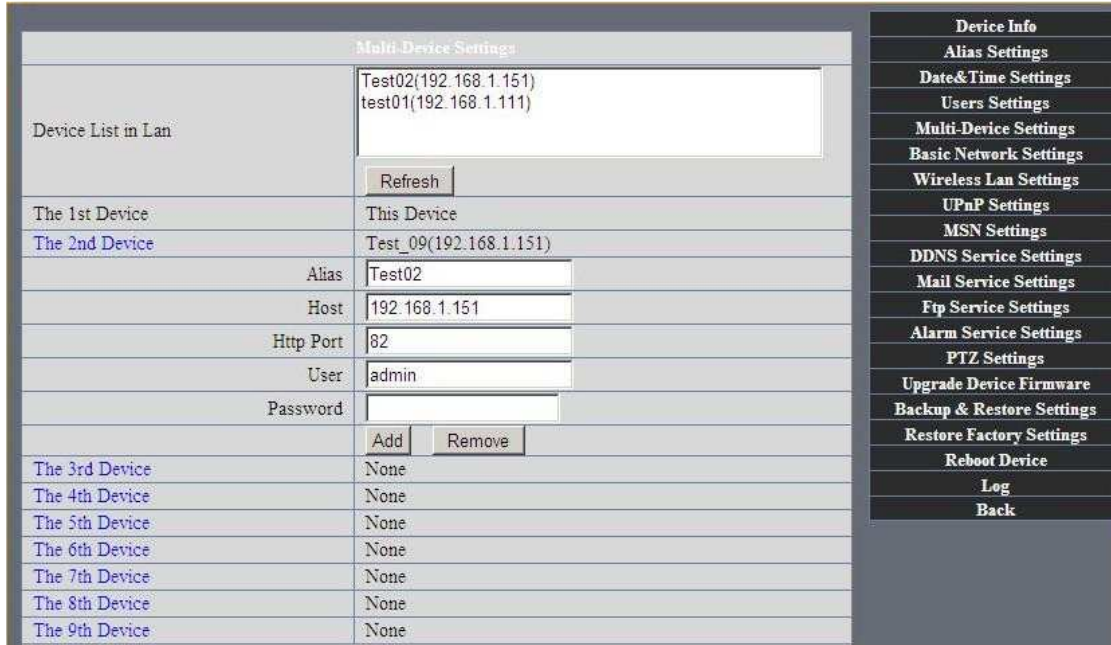 Multi-Device Settings
Device List in Lan
Test02(192.168.1.151)
test01(192.168.1.111)
Refresh
The 1st Device This Device
The 2nd Device Test_09(192.168.1.151)
Alias Test02
Host 192.168.1.151
Http Port 82
User admin
Password
Add Remove
The 3rd Device None
The 4th Device None
The 5th Device None
The 6th Device None
The 7th Device None
The 8th Device None
The 9th Device None
Device Info
Alias Settings
Date&Time Settings
Users Settings
Multi-Device Settings
Basic Network Settings
Wireless Lan Settings
UPnP Settings
MSN Settings
DDNS Service Settings
Mail Service Settings
Ftp Service Settings
Alarm Service Settings
PTZ Settings
Upgrade Device Firmware
Backup & Restore Settings
Restore Factory Settings
Reboot Device
Log
Back